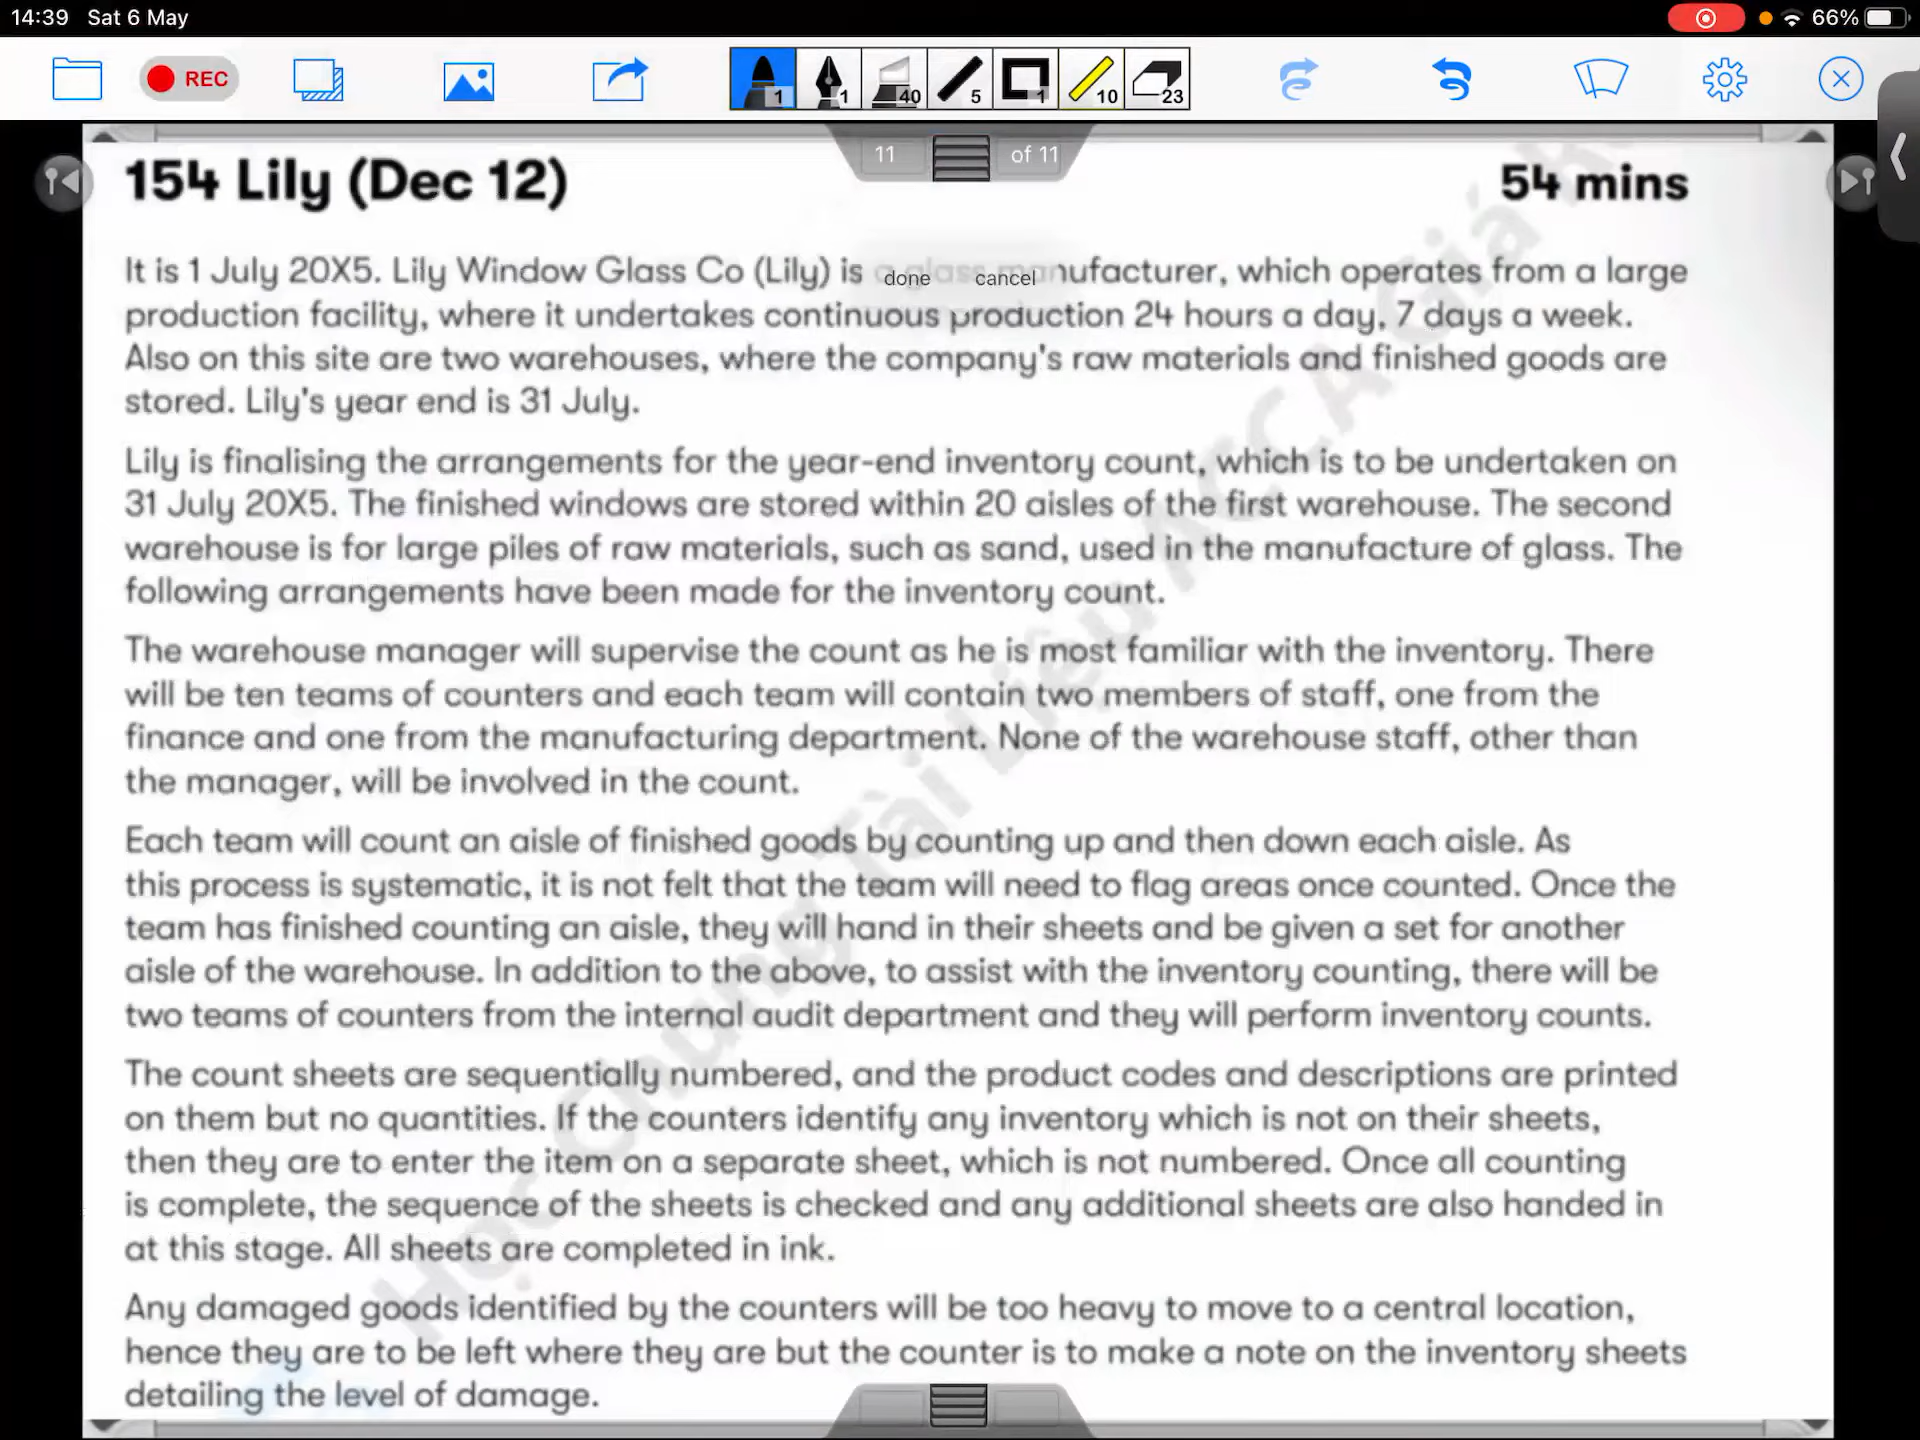 14:39 Sat 6 May
66%
REC
1
1
40
5
1
10
23
11 of 11
154 Lily (Dec 12) 54 mins
done cancel
It is 1 July 20X5. Lily Window Glass Co (Lily) is a glass manufacturer, which operates from a large
production facility, where it undertakes continuous production 24 hours a day, 7 days a week.
Also on this site are two warehouses, where the company's raw materials and finished goods are
stored. Lily's year end is 31 July.
Lily is finalising the arrangements for the year-end inventory count, which is to be undertaken on
31 July 20X5. The finished windows are stored within 20 aisles of the first warehouse. The second
warehouse is for large piles of raw materials, such as sand, used in the manufacture of glass. The
following arrangements have been made for the inventory count.
The warehouse manager will supervise the count as he is most familiar with the inventory. There
will be ten teams of counters and each team will contain two members of staff, one from the
finance and one from the manufacturing department. None of the warehouse staff, other than
the manager, will be involved in the count.
Each team will count an aisle of finished goods by counting up and then down each aisle. As
this process is systematic, it is not felt that the team will need to flag areas once counted. Once the
team has finished counting an aisle, they will hand in their sheets and be given a set for another
aisle of the warehouse. In addition to the above, to assist with the inventory counting, there will be
two teams of counters from the internal audit department and they will perform inventory counts.
The count sheets are sequentially numbered, and the product codes and descriptions are printed
on them but no quantities. If the counters identify any inventory which is not on their sheets,
then they are to enter the item on a separate sheet, which is not numbered. Once all counting
is complete, the sequence of the sheets is checked and any additional sheets are also handed in
at this stage. All sheets are completed in ink.
Any damaged goods identified by the counters will be too heavy to move to a central location,
hence they are to be left where they are but the counter is to make a note on the inventory sheets
detailing the level of damage.
Học Chung Tài Liệu ACCA Giá